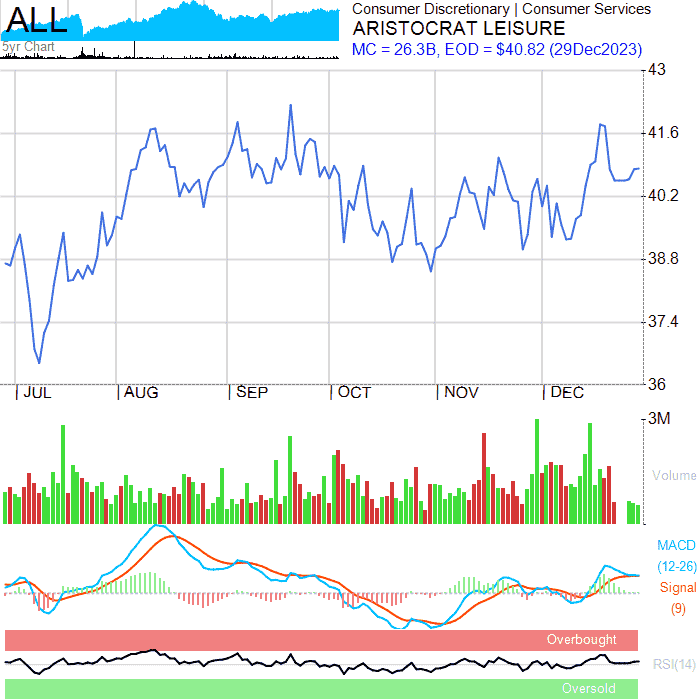 ALL
5yr Chart
Consumer Discretionary | Consumer Services
ARISTOCRAT LEISURE
MC = 26.3B, EOD = $40.82 (29Dec2023)
43
41.6
40.2
38.8
37.4
36
JUL AUG SEP OCT NOV DEC
3M
Volume
MACD
(12-26)
Signal
(9)
Overbought
RSI(14)
Oversold